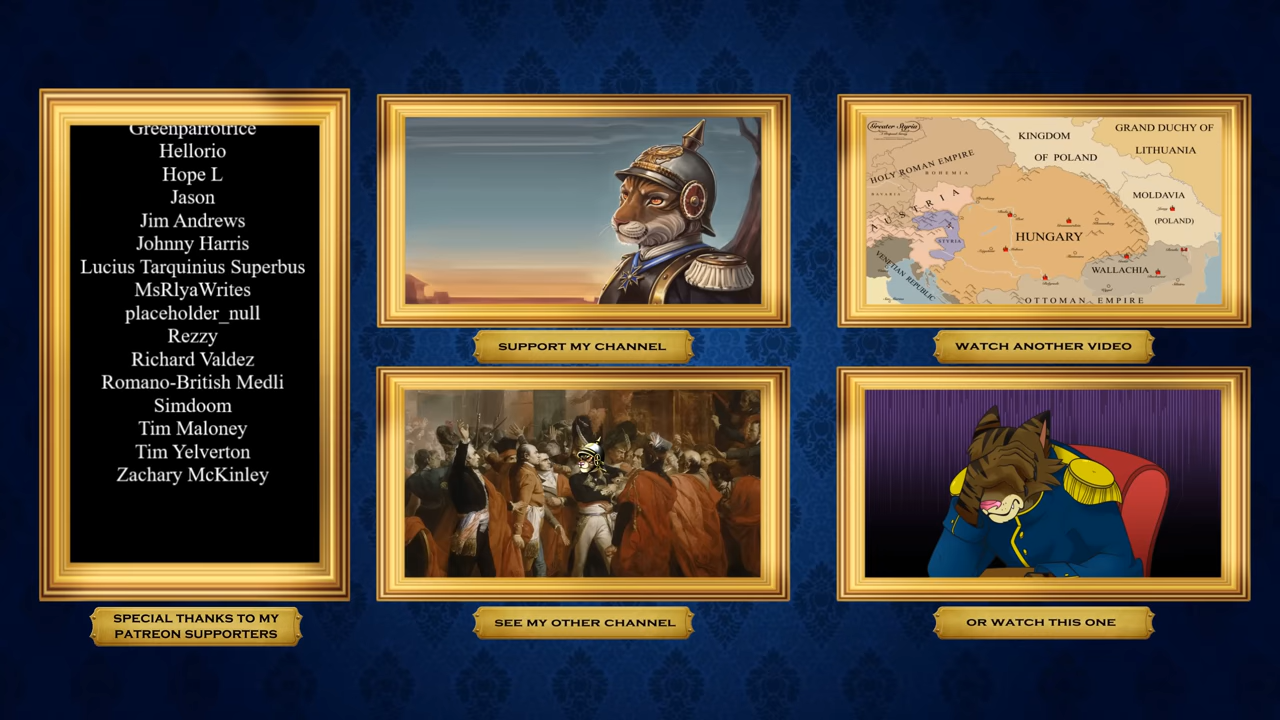 Greenparrotrice
Hellorio
Hope L
Jason
Jim Andrews
Johnny Harris
Lucius Tarquinius Superbus
MsRlyaWrites
placeholder_null
Rezzy
Richard Valdez
Romano-British Medli
Simdoom
Tim Maloney
Tim Yelverton
Zachary McKinley
SPECIAL THANKS TO MY
PATREON SUPPORTERS
SUPPORT MY CHANNEL
SEE MY OTHER CHANNEL
Greater Styria
KINGDOM
OF POLAND
GRAND DUCHY OF
LITHUANIA
HOLY ROMAN EMPIRE
BOHEMIA
MOLDAVIA
(POLAND)
AUSTRIA
STYRIA
HUNGARY
VENETIAN REPUBLIC
WALLACHIA
OTTOMAN EMPIRE
WATCH ANOTHER VIDEO
OR WATCH THIS ONE